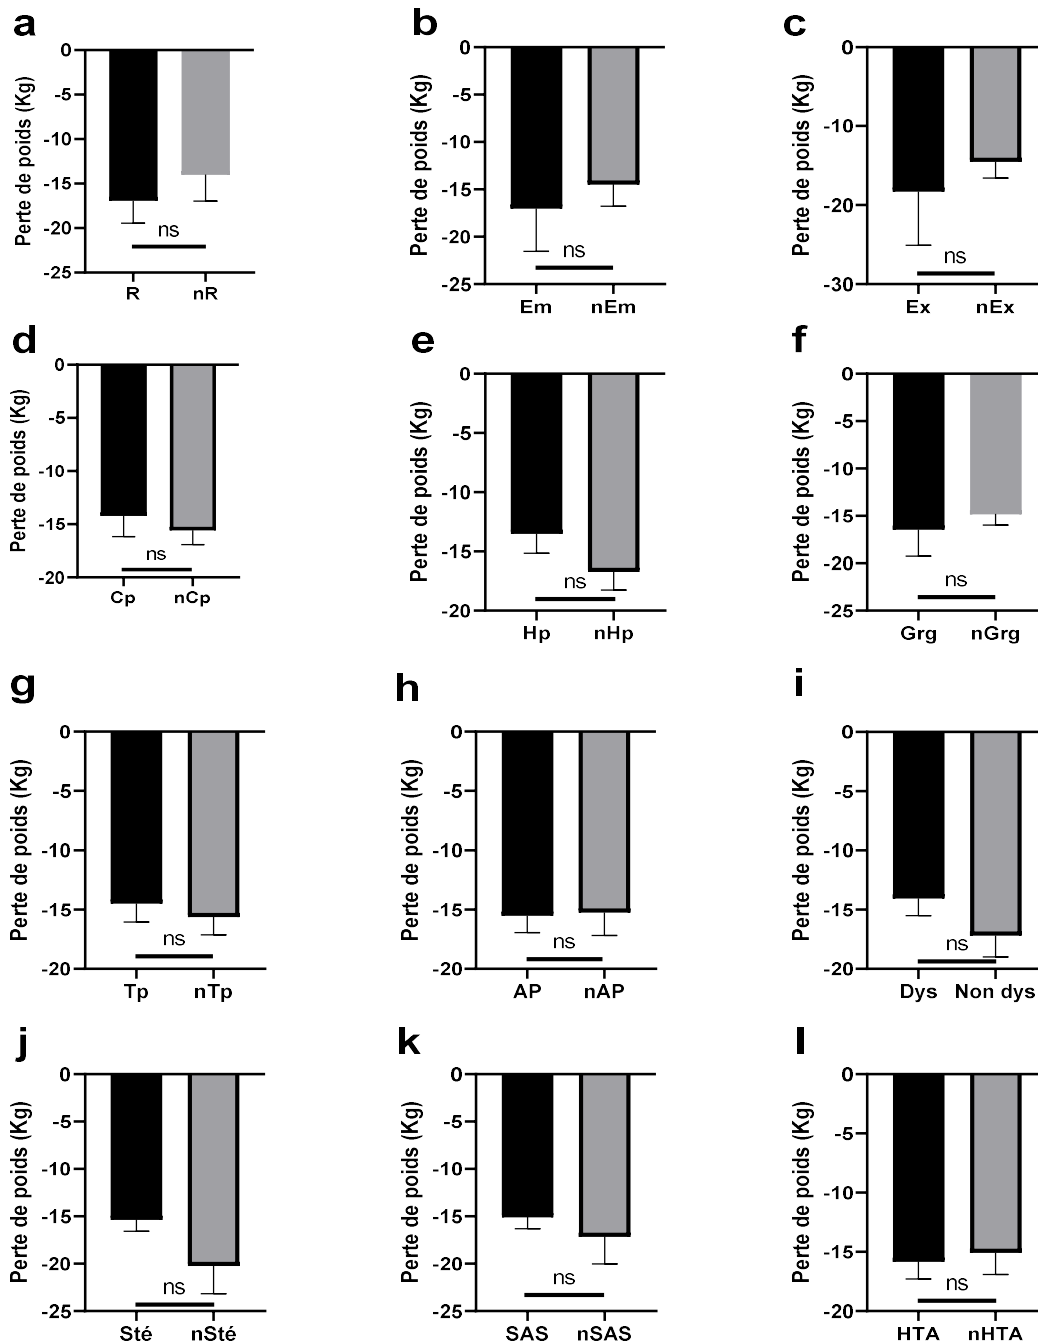 a
Perte de poids (Kg)
0
-5
-10
-15
-20
-25
ns
R nR
b
Perte de poids (Kg)
0
-5
-10
-15
-20
-25
ns
Em nEm
c
Perte de poids (Kg)
0
-10
-20
-30
ns
Ex nEx
d
Perte de poids (Kg)
0
-5
-10
-15
-20
ns
Cp nCp
e
Perte de poids (Kg)
0
-5
-10
-15
-20
ns
Hp nHp
f
Perte de poids (Kg)
0
-5
-10
-15
-20
-25
ns
Grg nGrg
g
Perte de poids (Kg)
0
-5
-10
-15
-20
ns
Tp nTp
h
Perte de poids (Kg)
0
-5
-10
-15
-20
ns
AP nAP
i
Perte de poids (Kg)
0
-5
-10
-15
-20
ns
Dys Non dys
j
Perte de poids (Kg)
0
-5
-10
-15
-20
-25
ns
Sté nSté
k
Perte de poids (Kg)
0
-5
-10
-15
-20
-25
ns
SAS nSAS
l
Perte de poids (Kg)
0
-5
-10
-15
-20
ns
HTA nHTA